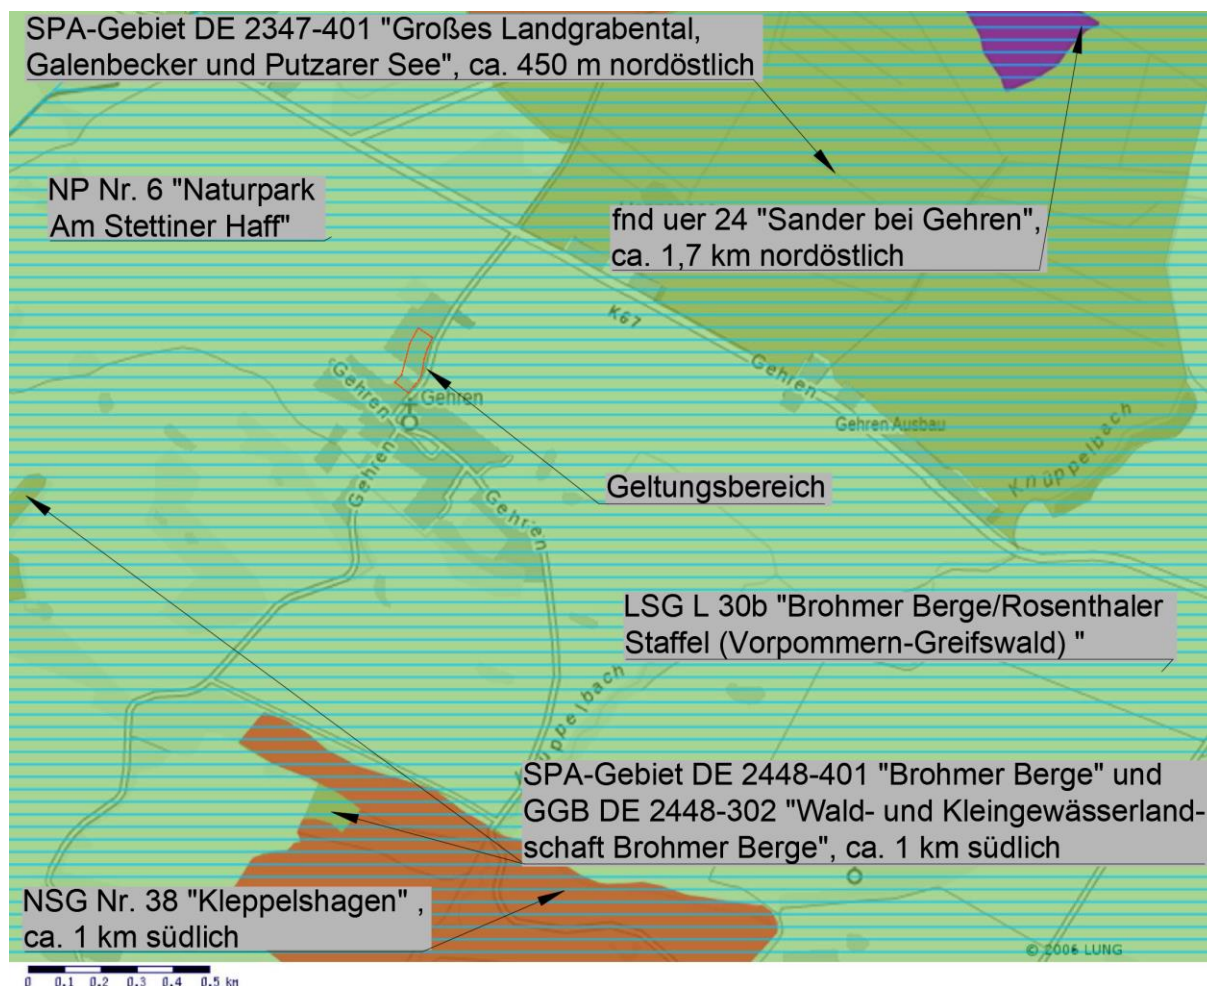 SPA-Gebiet DE 2347-401 "Großes Landgrabental,
Galenbecker und Putzarer See", ca. 450 m nordöstlich
NP Nr. 6 "Naturpark
Am Stettiner Haff"
fnd uer 24 "Sander bei Gehren",
ca. 1,7 km nordöstlich
K67
Gehren
Gehren
Gehren
Gehren Ausbau
Knüppelbach
Geltungsbereich
Gehren
Gehren
LSG L 30b "Brohmer Berge/Rosenthaler
Staffel (Vorpommern-Greifswald) "
Knüppelbach
SPA-Gebiet DE 2448-401 "Brohmer Berge" und
GGB DE 2448-302 "Wald- und Kleingewässerland-
schaft Brohmer Berge", ca. 1 km südlich
NSG Nr. 38 "Kleppelshagen" ,
ca. 1 km südlich
© 2006 LUNG
0 0.1 0.2 0.3 0.4 0.5 km